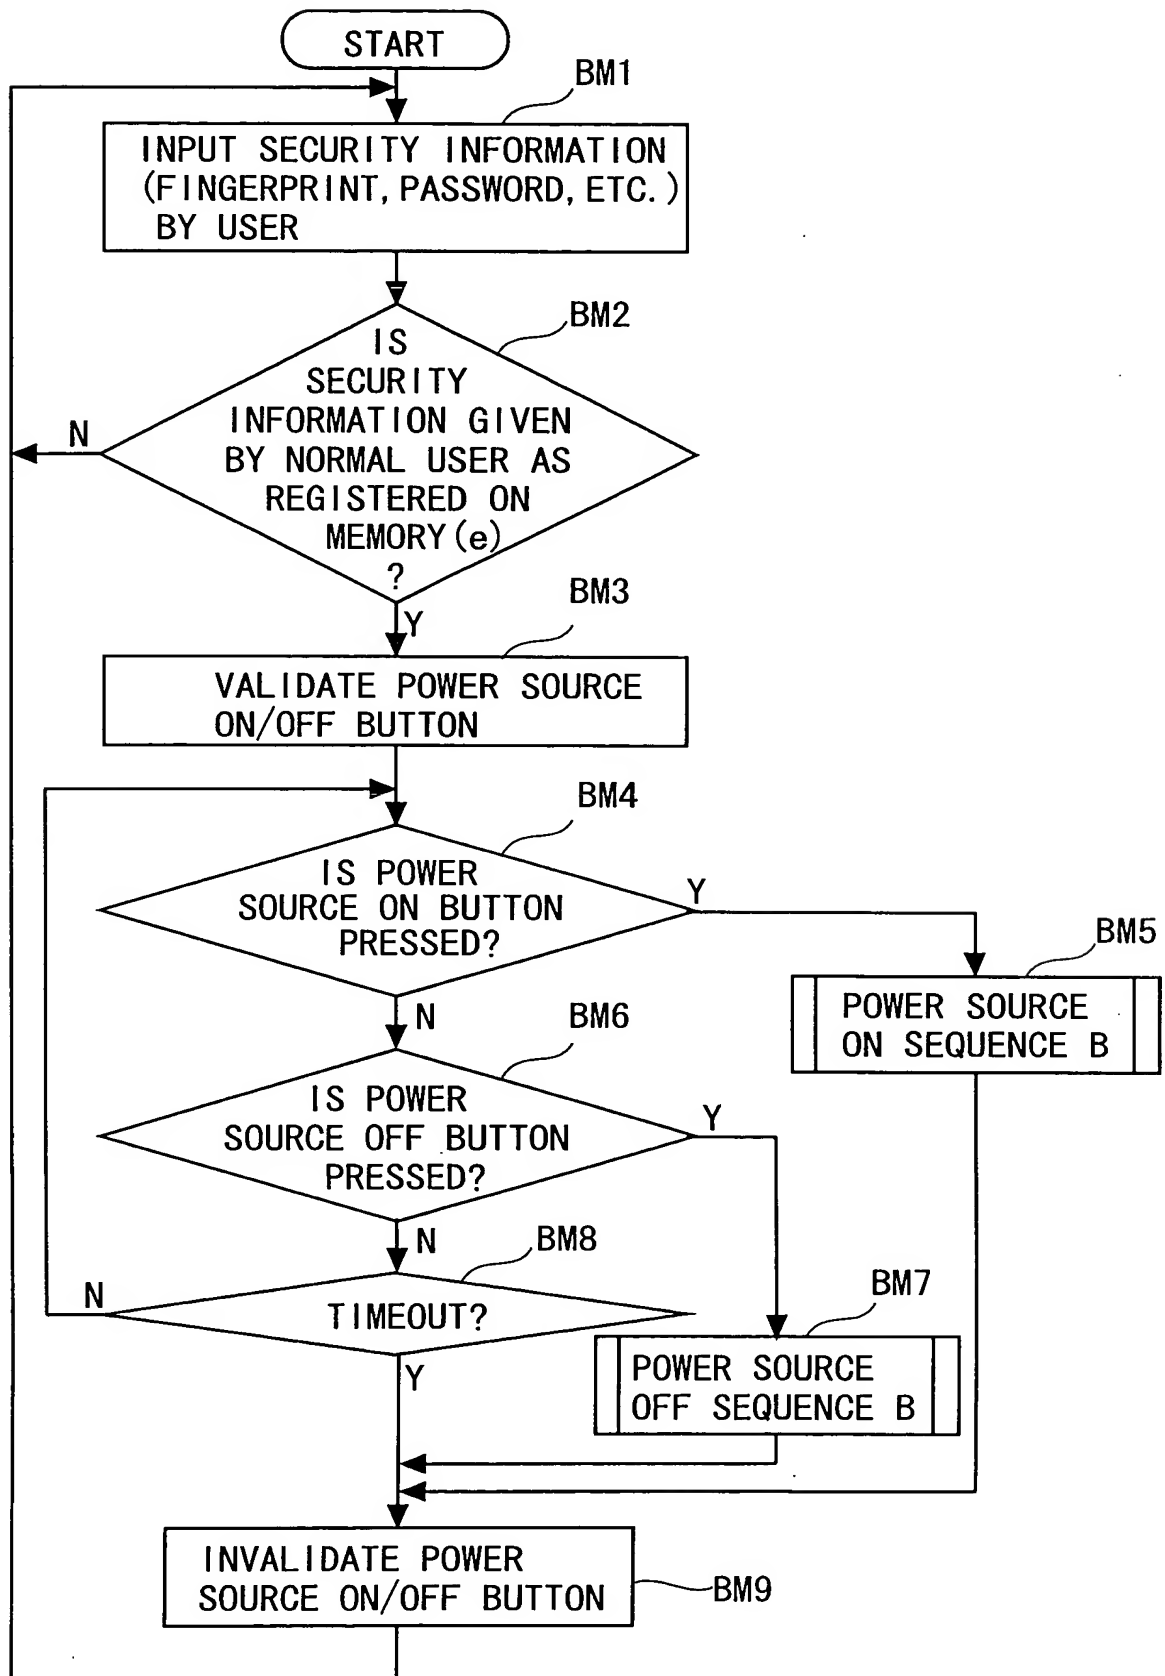 START
BM1
INPUT SECURITY INFORMATION
(FINGERPRINT, PASSWORD, ETC.)
BY USER
BM2
IS
SECURITY
INFORMATION GIVEN
BY NORMAL USER AS
REGISTERED ON
MEMORY(e)
?
N
Y
BM3
VALIDATE POWER SOURCE
ON/OFF BUTTON
BM4
IS POWER
SOURCE ON BUTTON
PRESSED?
Y
N
BM5
POWER SOURCE
ON SEQUENCE B
BM6
IS POWER
SOURCE OFF BUTTON
PRESSED?
Y
N
BM8
TIMEOUT?
N
Y
BM7
POWER SOURCE
OFF SEQUENCE B
INVALIDATE POWER
SOURCE ON/OFF BUTTON
BM9